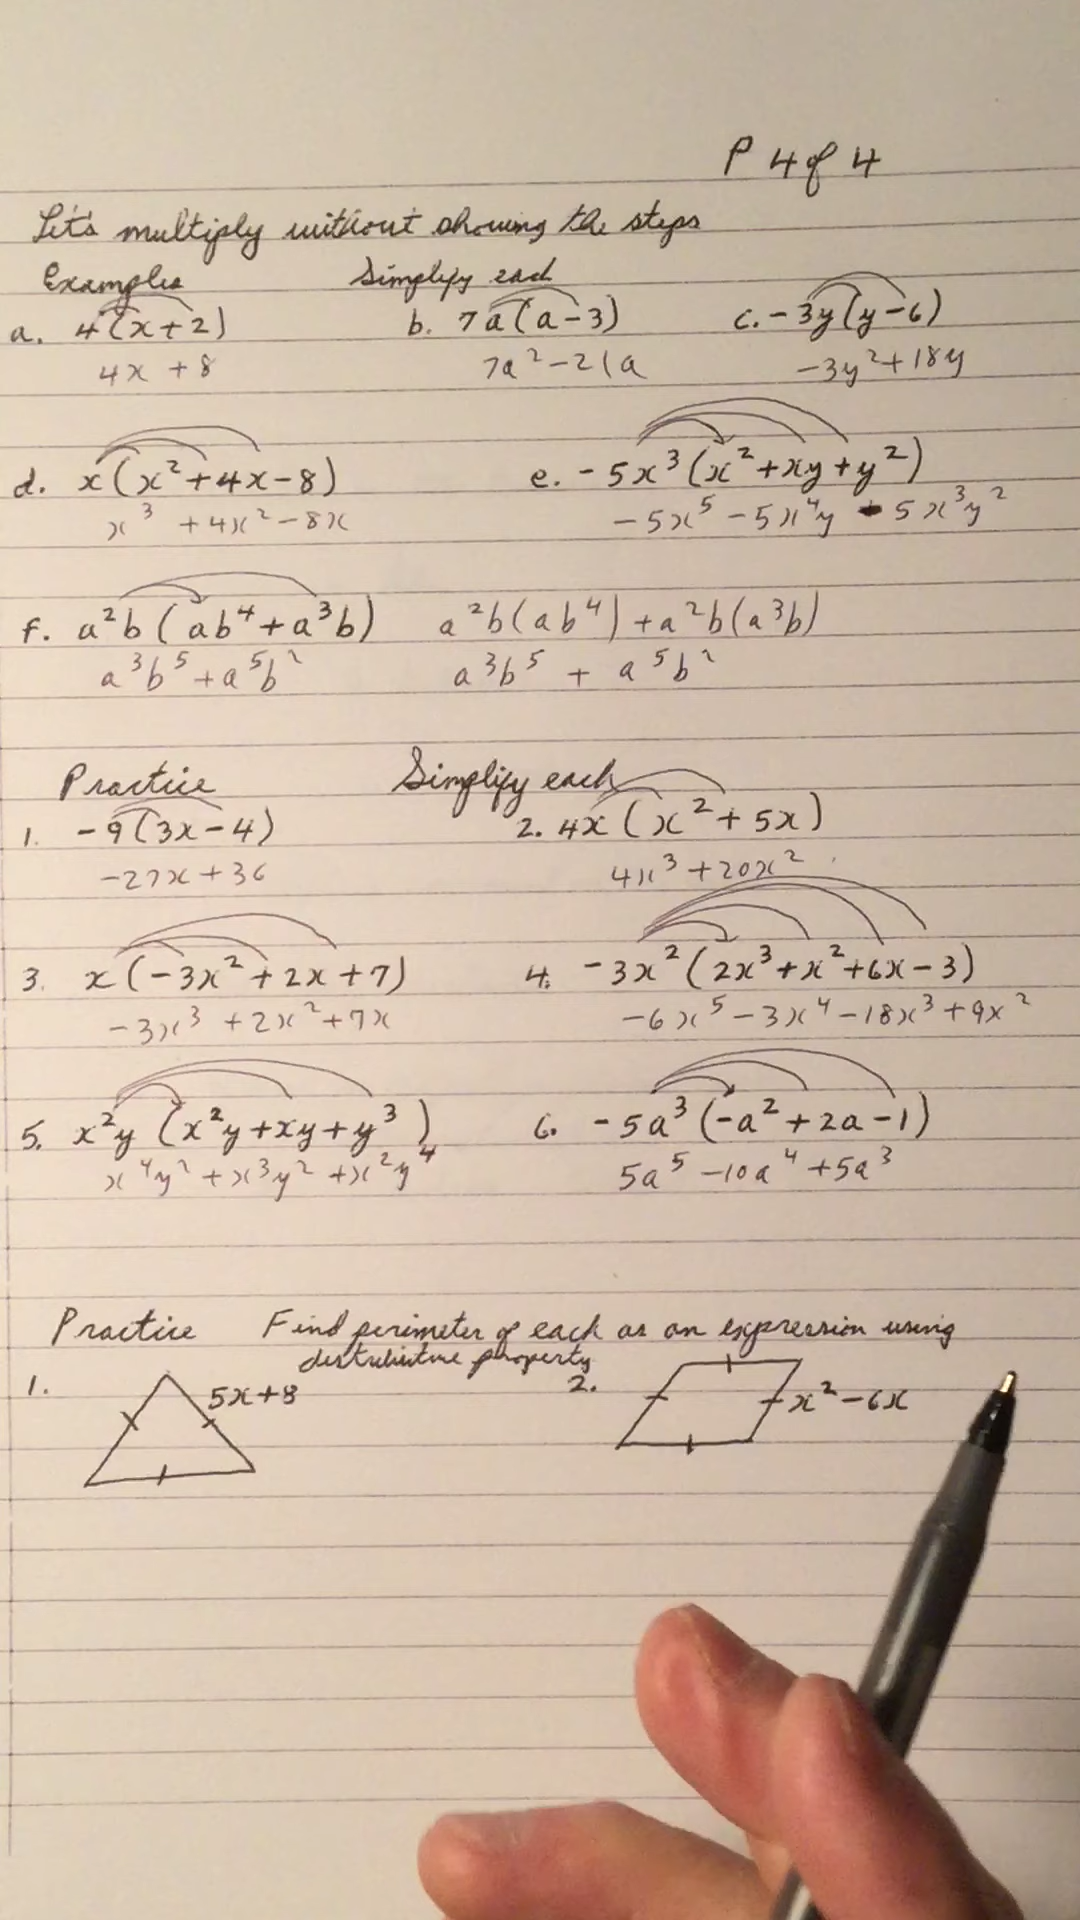 P 4 of 4
Let's multiply without showing the steps
Examples Simplify each
a. 4(x+2) b. 7a(a-3) c. -3y(y-6)
4x +8 7a²-21a -3y²+18y
d. x(x²+4x-8) e. -5x³(x²+xy+y²)
x³ +4x²-8x -5x⁵ -5x⁴y - 5x³y²
f. a²b(ab⁴+a³b) a²b(ab⁴)+a²b(a³b)
a³b⁵+a⁵b² a³b⁵ + a⁵b²
Practice Simplify each
1. -9(3x-4) 2. 4x(x²+5x)
-27x+36 4x³+20x²
3. x(-3x²+2x+7) 4. -3x²(2x³+x²+6x-3)
-3x³+2x²+7x -6x⁵-3x⁴-18x³+9x²
5. x²y(x²y+xy+y³) 6. -5a³(-a²+2a-1)
x⁴y²+x³y²+x²y⁴ 5a⁵-10a⁴+5a³
Practice Find perimeter of each as an expression using
distributive property
1. 5x+8 2. x²-6x